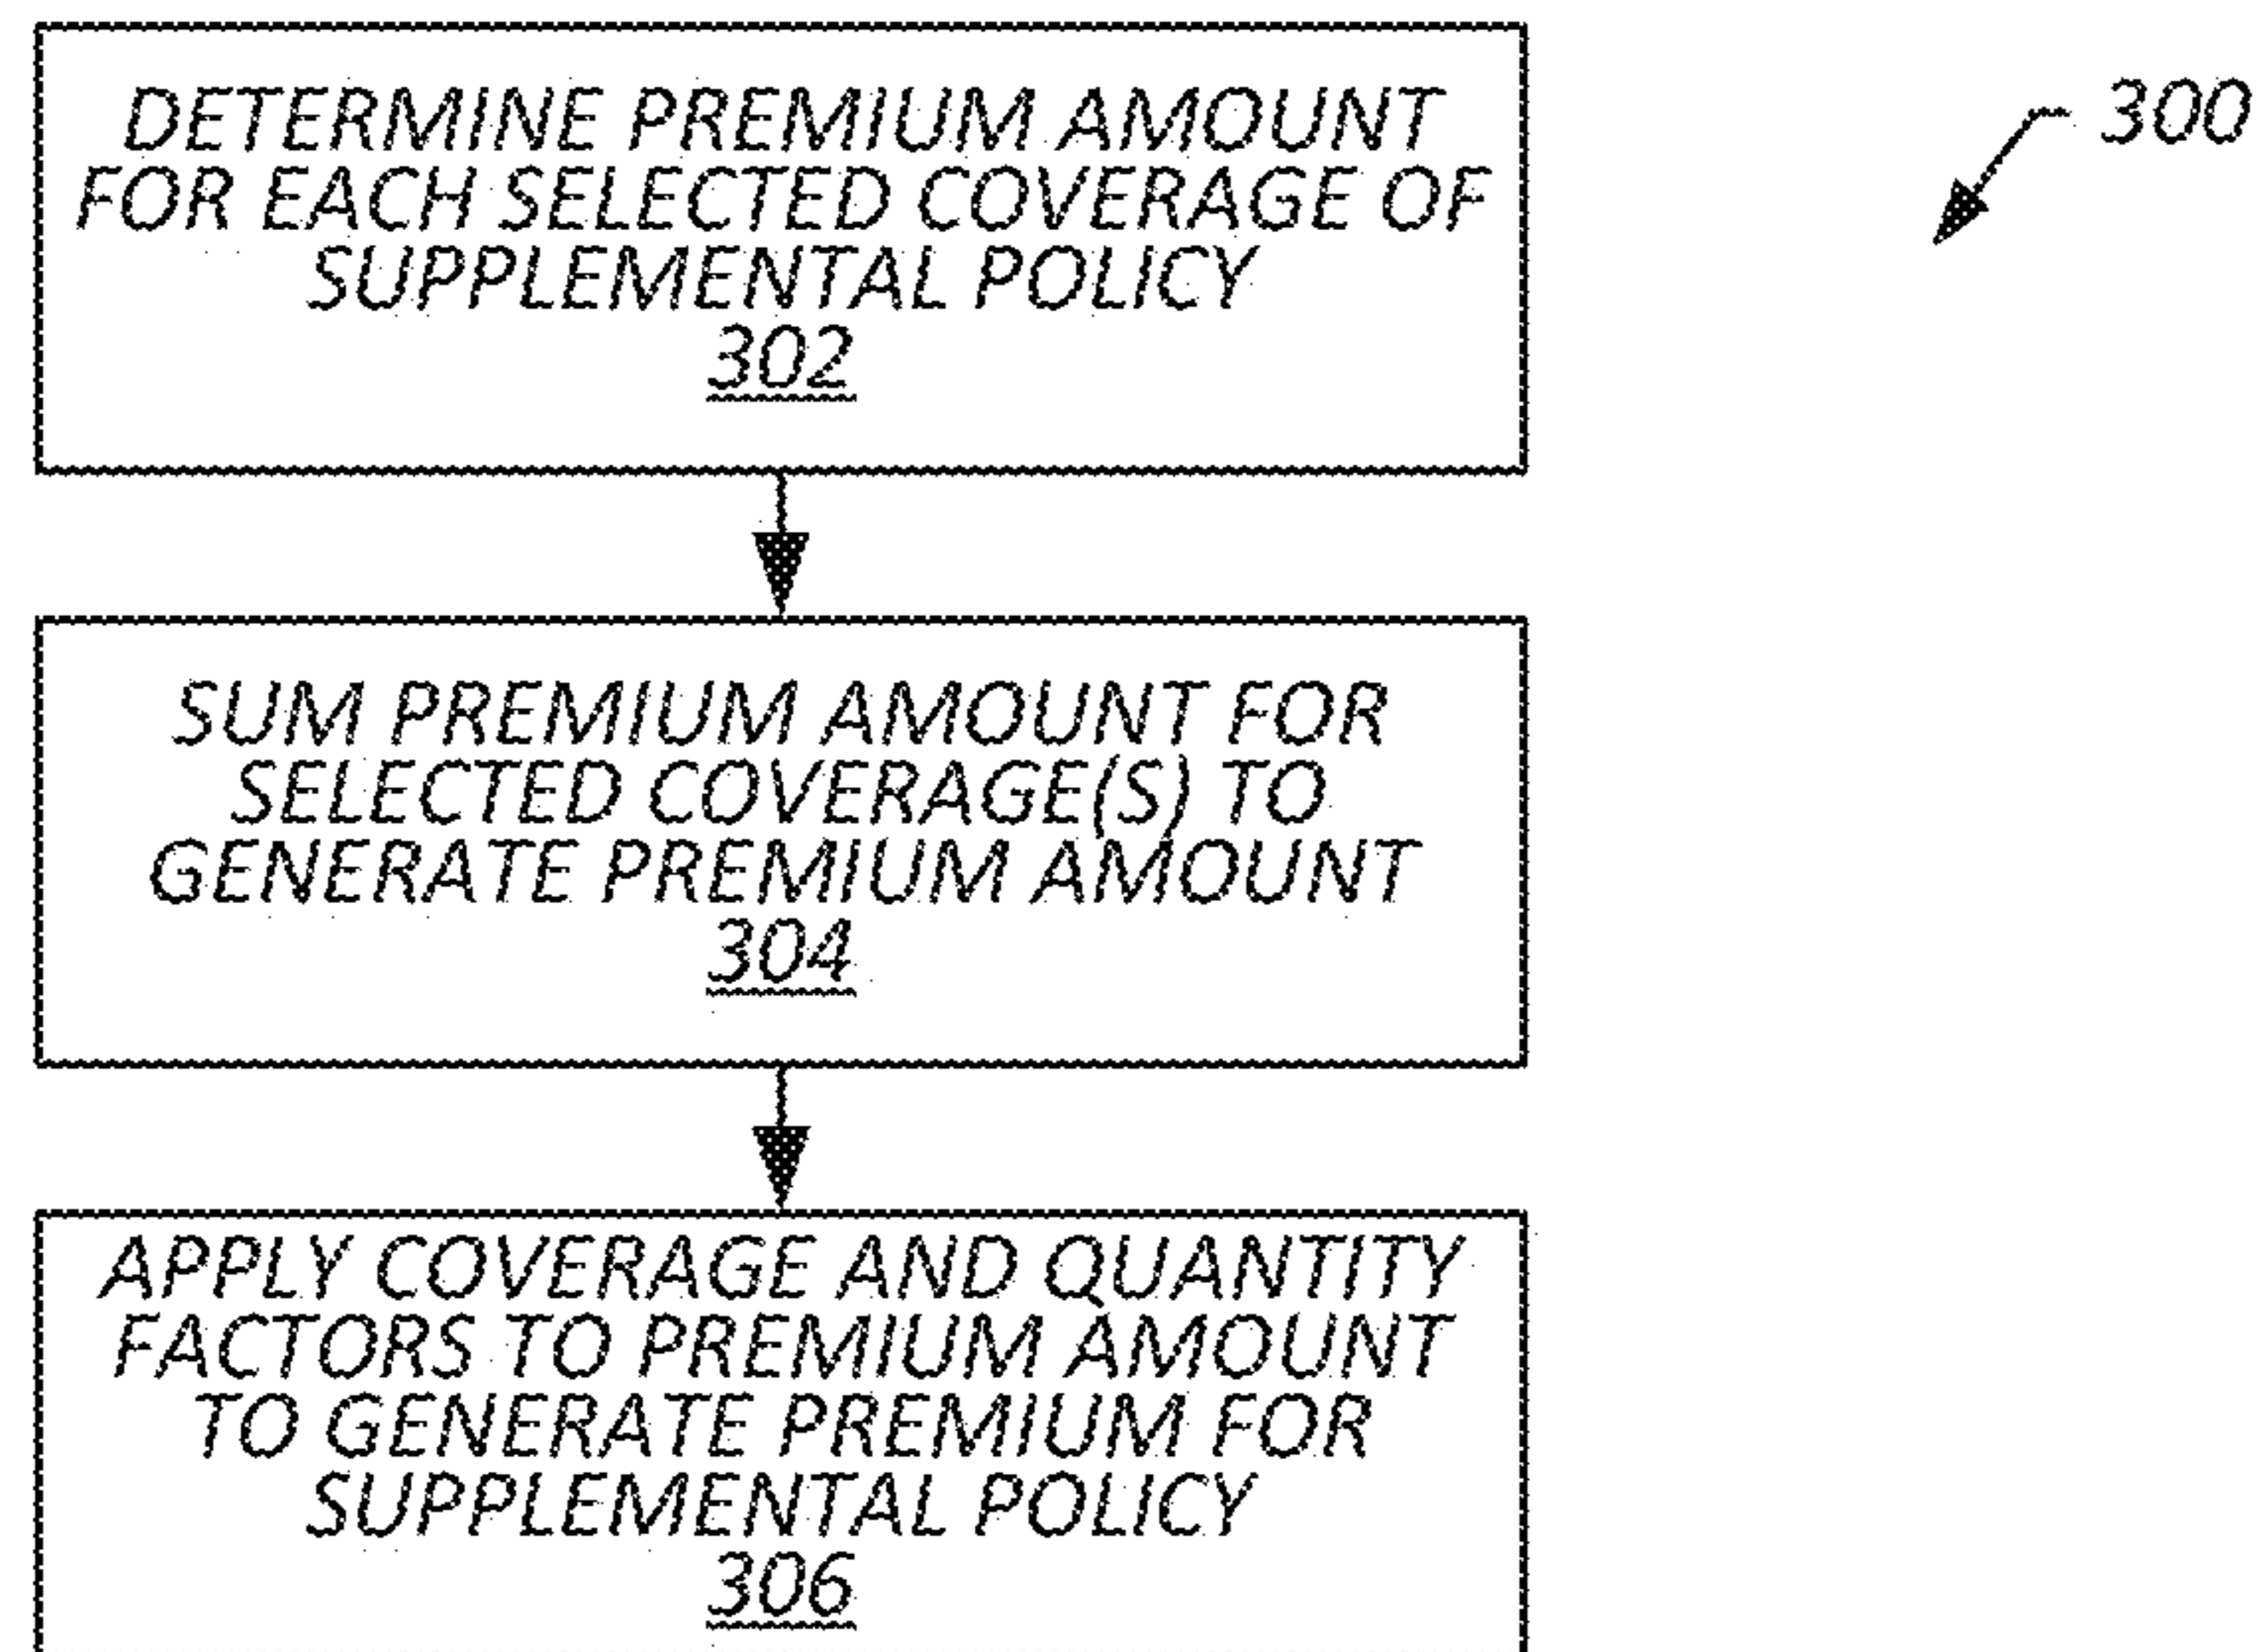 DETERMINE PREMIUM AMOUNT
FOR EACH SELECTED COVERAGE OF
SUPPLEMENTAL POLICY
302
300
SUM PREMIUM AMOUNT FOR
SELECTED COVERAGE(S) TO
GENERATE PREMIUM AMOUNT
304
APPLY COVERAGE AND QUANTITY
FACTORS TO PREMIUM AMOUNT
TO GENERATE PREMIUM FOR
SUPPLEMENTAL POLICY
306